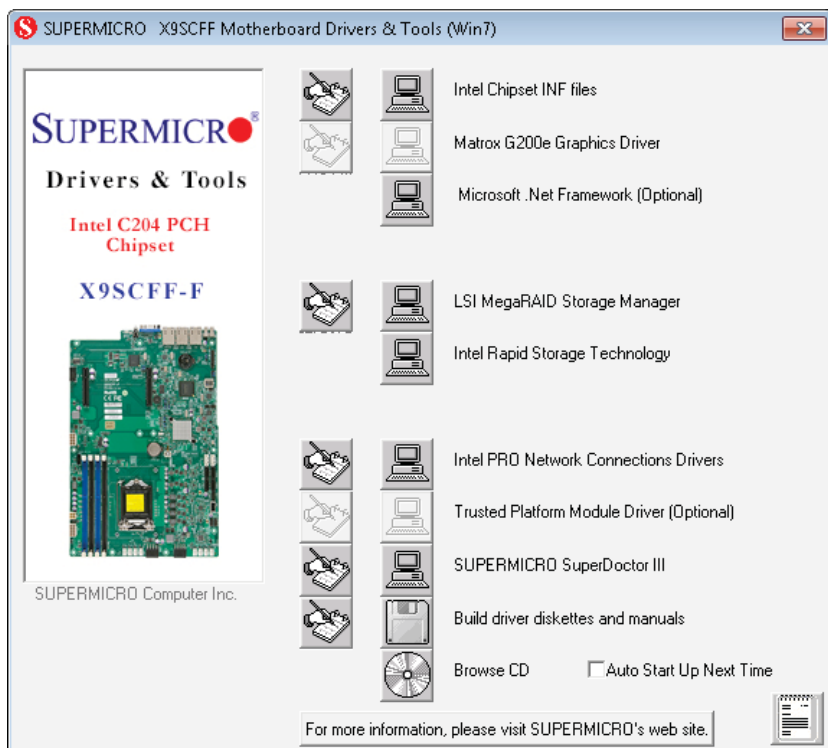 SUPERMICRO X9SCFF Motherboard Drivers & Tools (Win7)
SUPERMICRO®
Drivers & Tools
Intel C204 PCH
Chipset
X9SCFF-F
SUPERMICRO Computer Inc.
Intel Chipset INF files
Matrox G200e Graphics Driver
Microsoft .Net Framework (Optional)
LSI MegaRAID Storage Manager
Intel Rapid Storage Technology
Intel PRO Network Connections Drivers
Trusted Platform Module Driver (Optional)
SUPERMICRO SuperDoctor III
Build driver diskettes and manuals
Browse CD
Auto Start Up Next Time
For more information, please visit SUPERMICRO's web site.